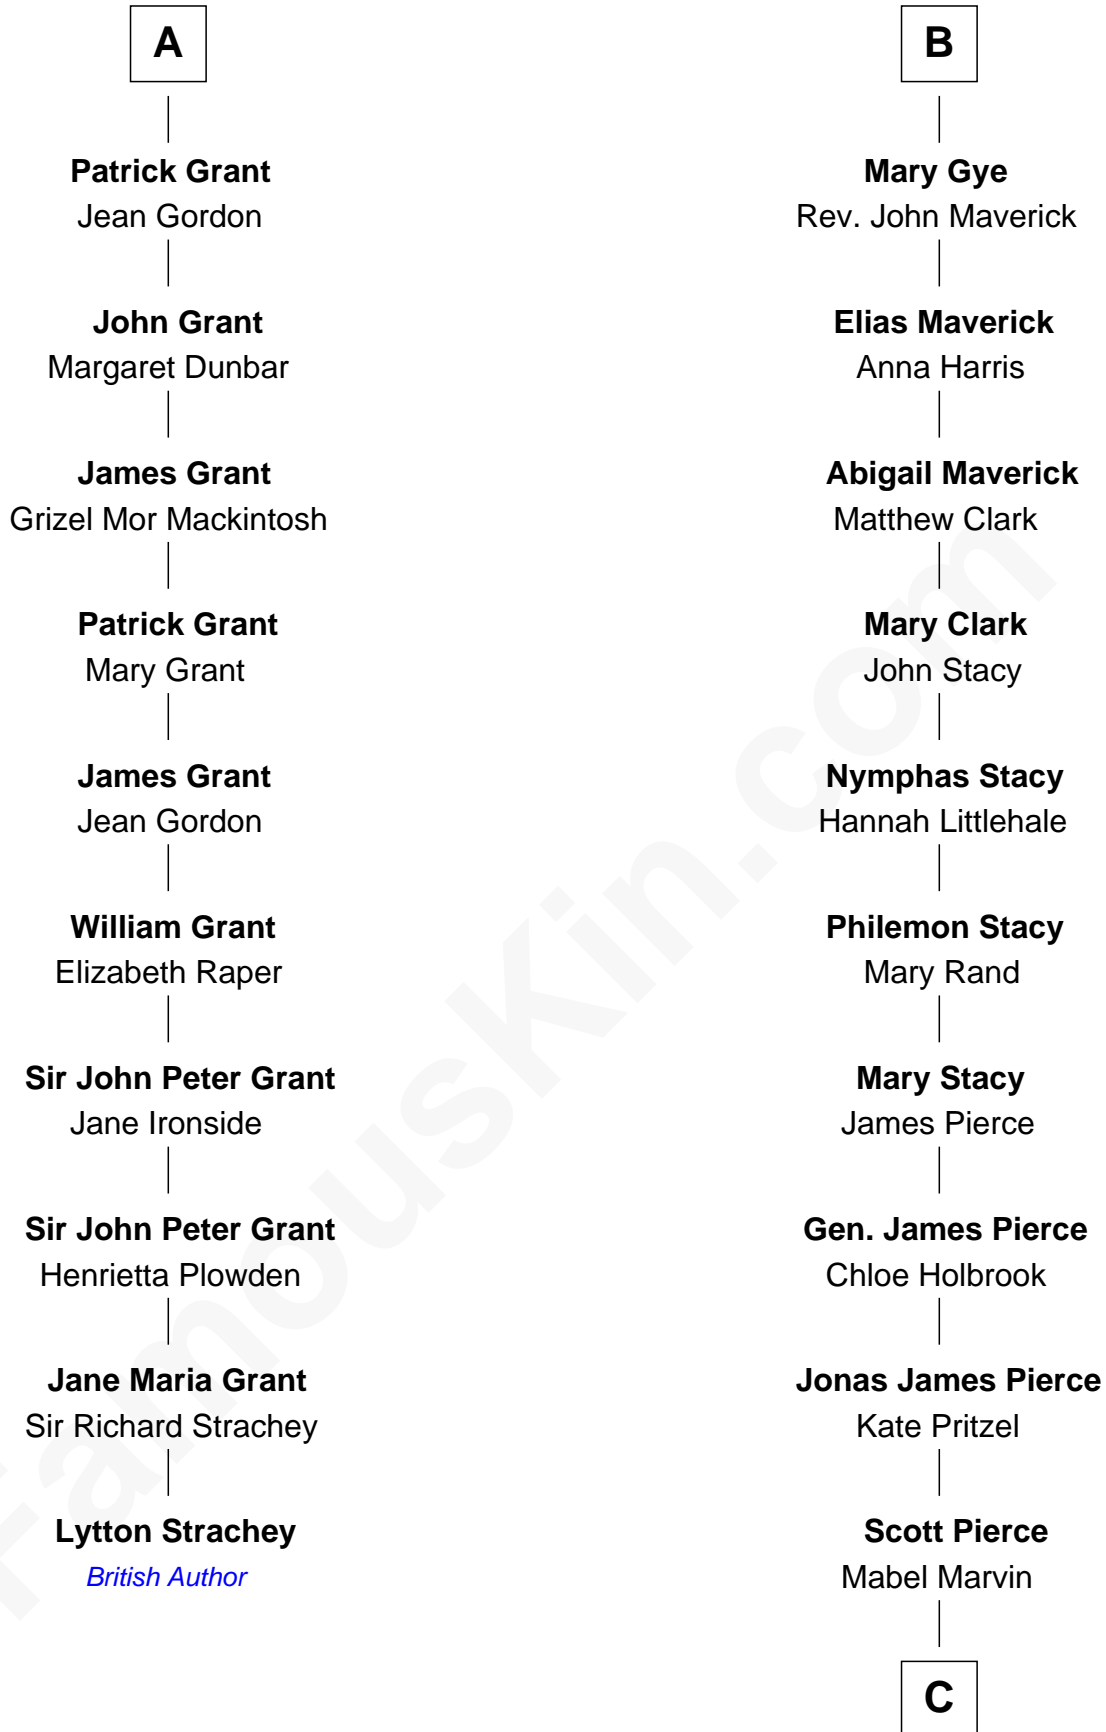 A
Patrick Grant
Jean Gordon
John Grant
Margaret Dunbar
James Grant
Grizel Mor Mackintosh
Patrick Grant
Mary Grant
James Grant
Jean Gordon
William Grant
Elizabeth Raper
Sir John Peter Grant
Jane Ironside
Sir John Peter Grant
Henrietta Plowden
Jane Maria Grant
Sir Richard Strachey
Lytton Strachey
British Author
B
Mary Gye
Rev. John Maverick
Elias Maverick
Anna Harris
Abigail Maverick
Matthew Clark
Mary Clark
John Stacy
Nymphas Stacy
Hannah Littlehale
Philemon Stacy
Mary Rand
Mary Stacy
James Pierce
Gen. James Pierce
Chloe Holbrook
Jonas James Pierce
Kate Pritzel
Scott Pierce
Mabel Marvin
C
FamousKin.com